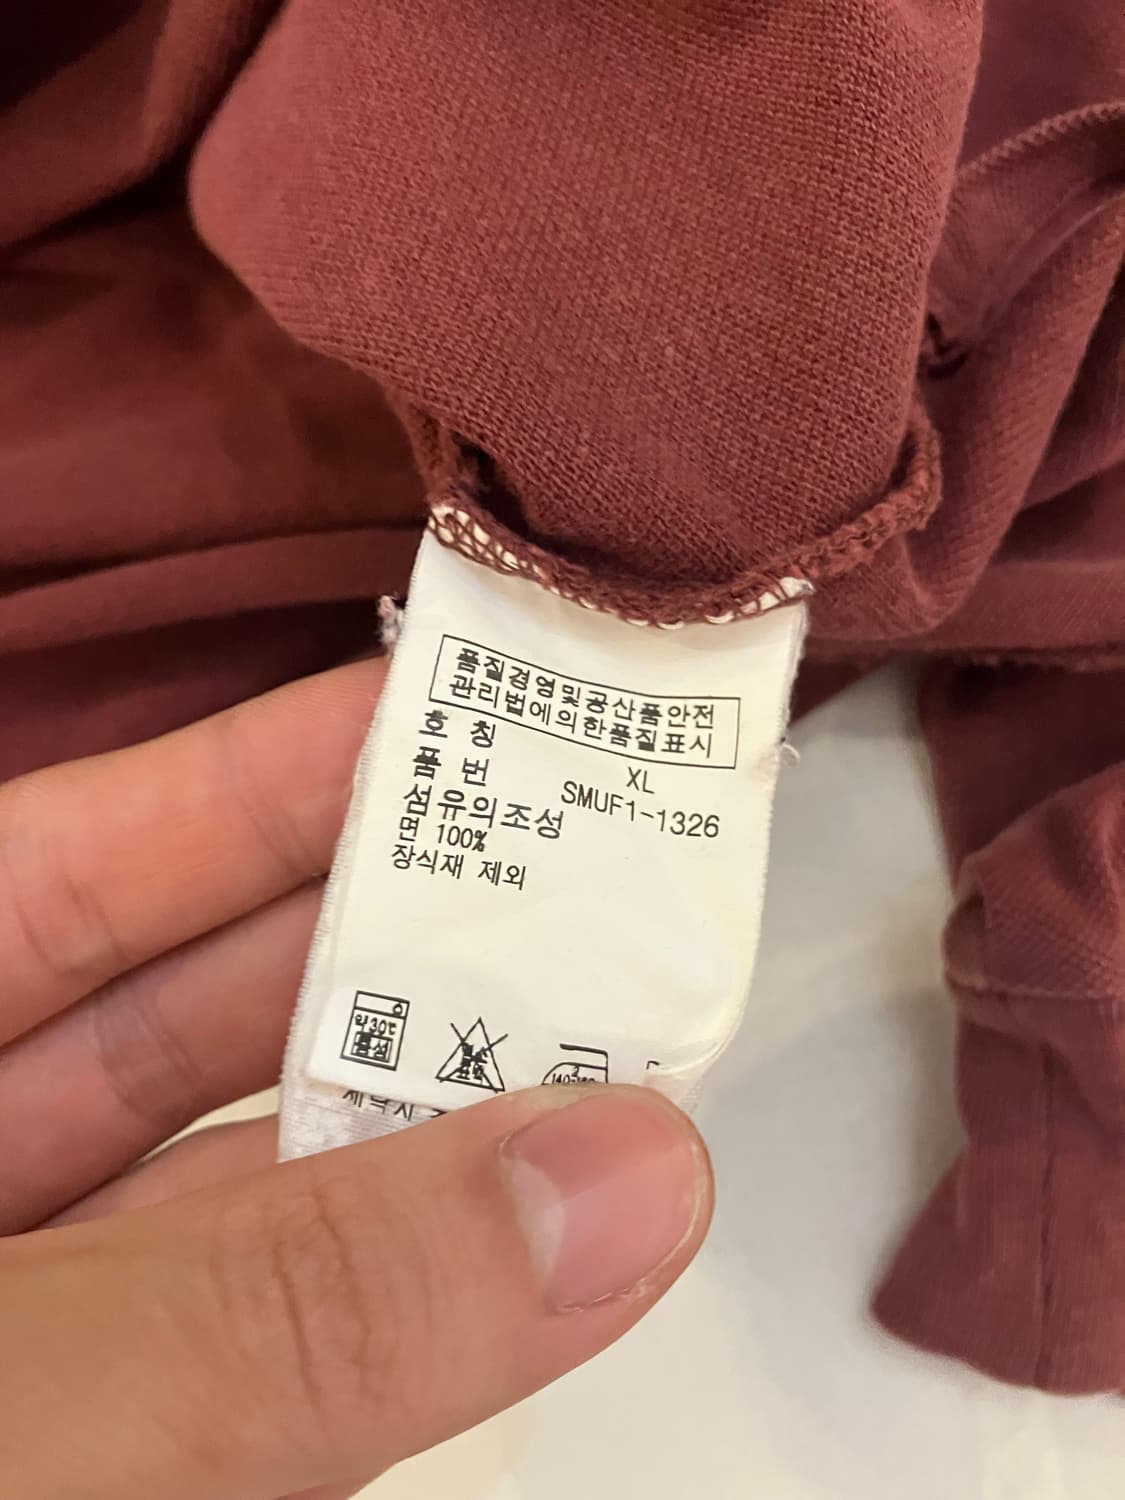 품질경영및공산품안전
관리법에의한품질표시
호 칭 XL
품 번 SMUF1-1326
섬유의조성
면 100%
장식재 제외
약30℃
중성